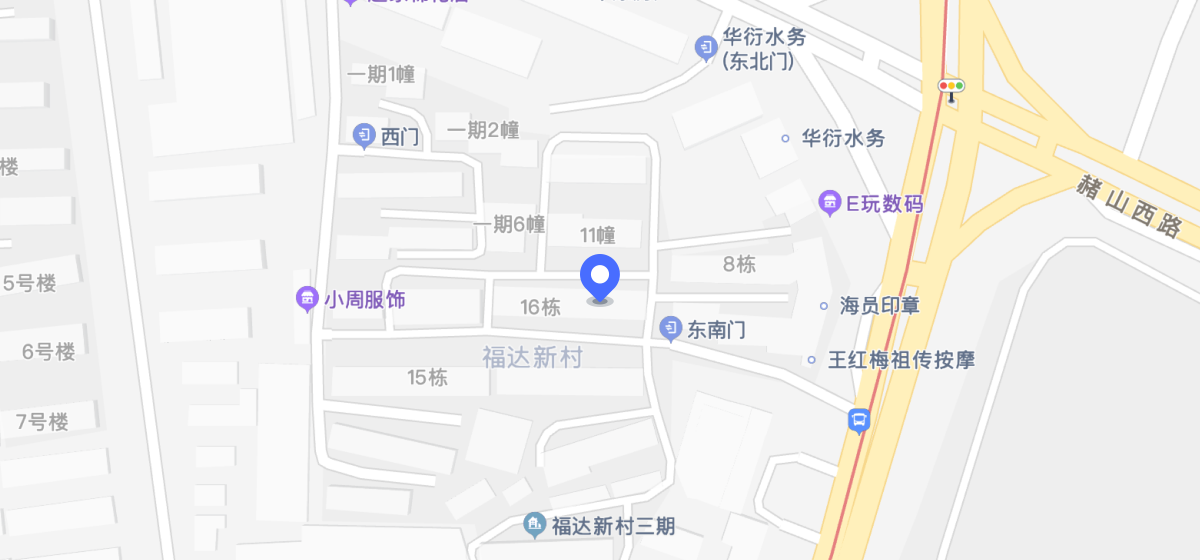 华衍水务
(东北门)
一期1幢
一期2幢
西门
华衍水务
楼
赭山西路
E玩数码
一期6幢
11幢
8栋
5号楼
小周服饰
16栋
海员印章
东南门
6号楼
福达新村
王红梅祖传按摩
15栋
7号楼
福达新村三期